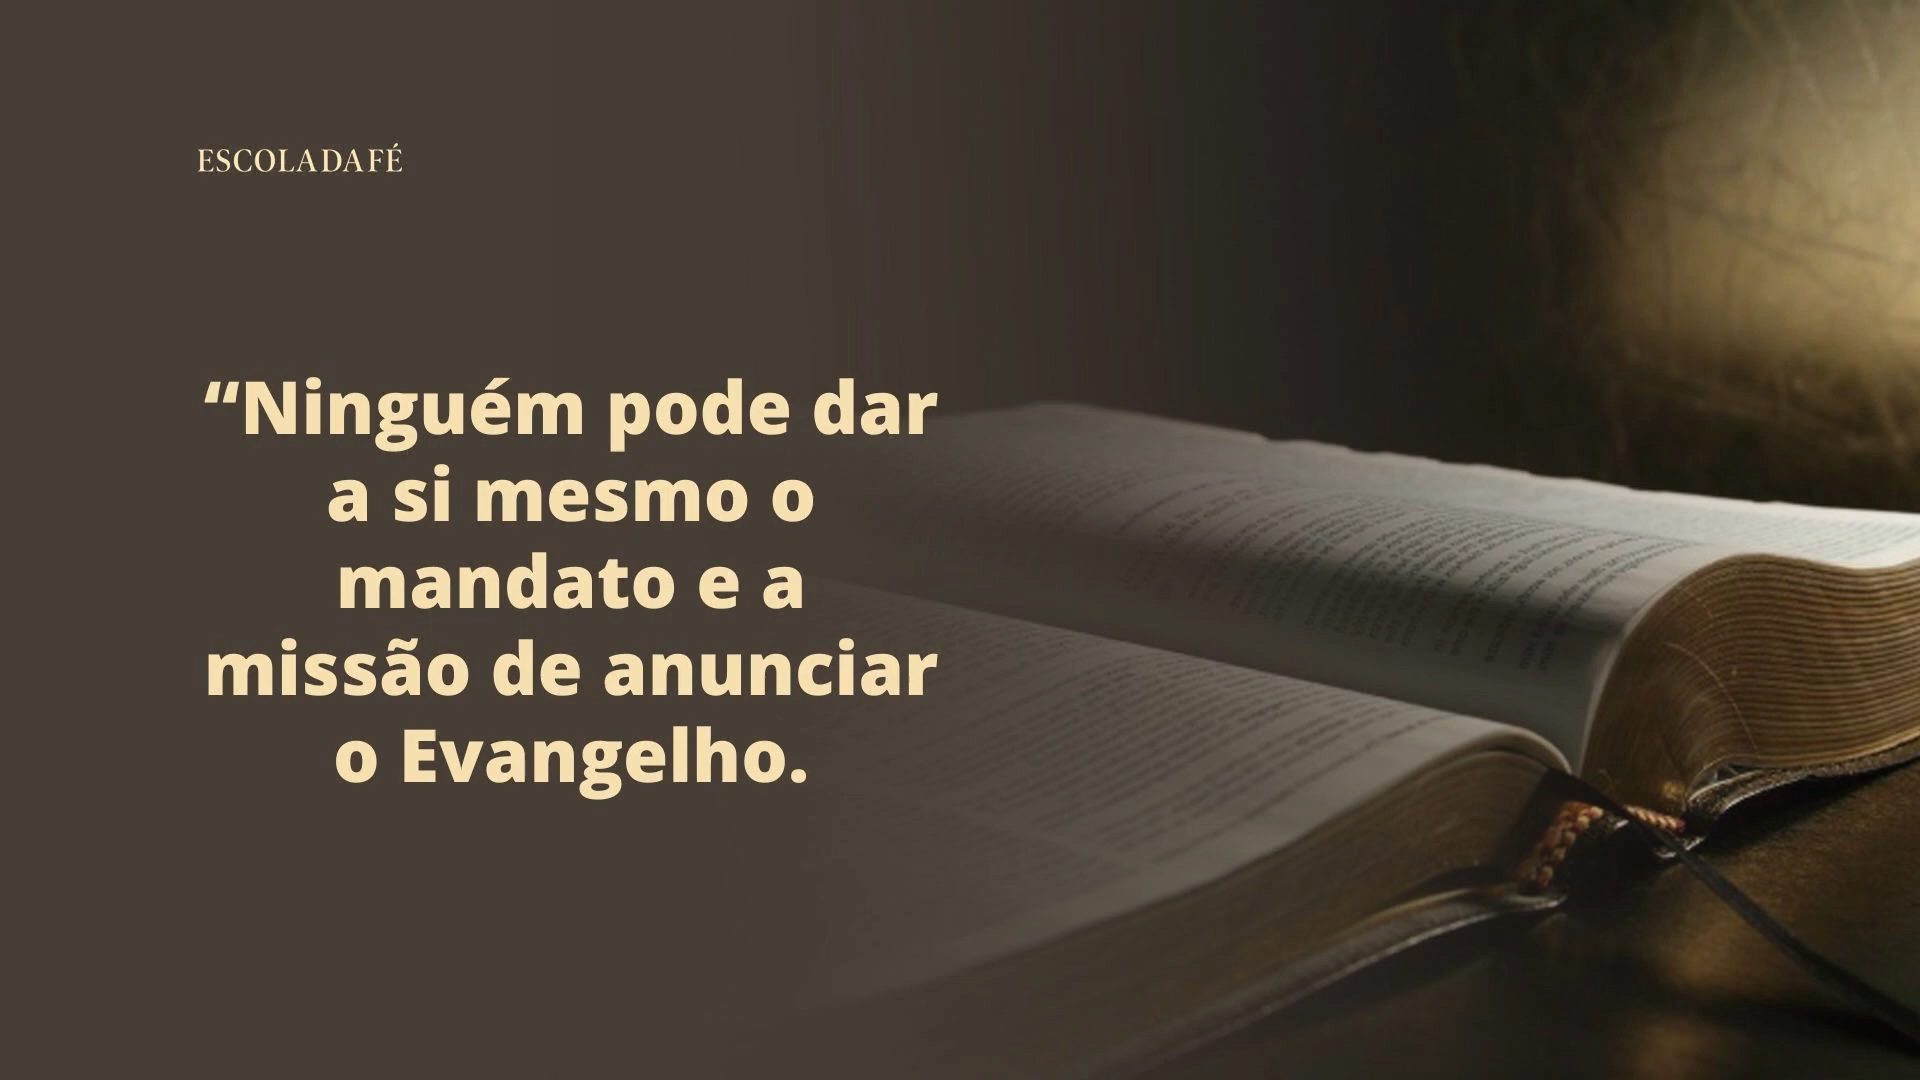 ESCOLADAFÉ
“Ninguém pode dar
a si mesmo o
mandato e a
missão de anunciar
o Evangelho.